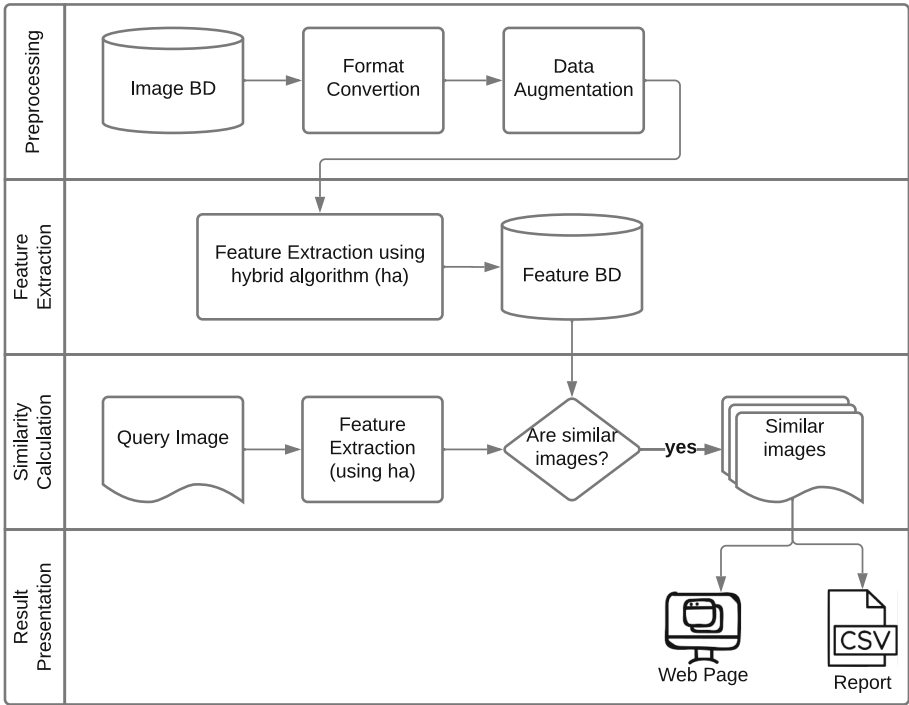 Preprocessing
Image BD
Format
Convertion
Data
Augmentation
Feature
Extraction
Feature Extraction using
hybrid algorithm (ha)
Feature BD
Similarity
Calculation
Query Image
Feature
Extraction
(using ha)
Are similar
images?
yes
Similar
images
Result
Presentation
Web Page
CSV
Report